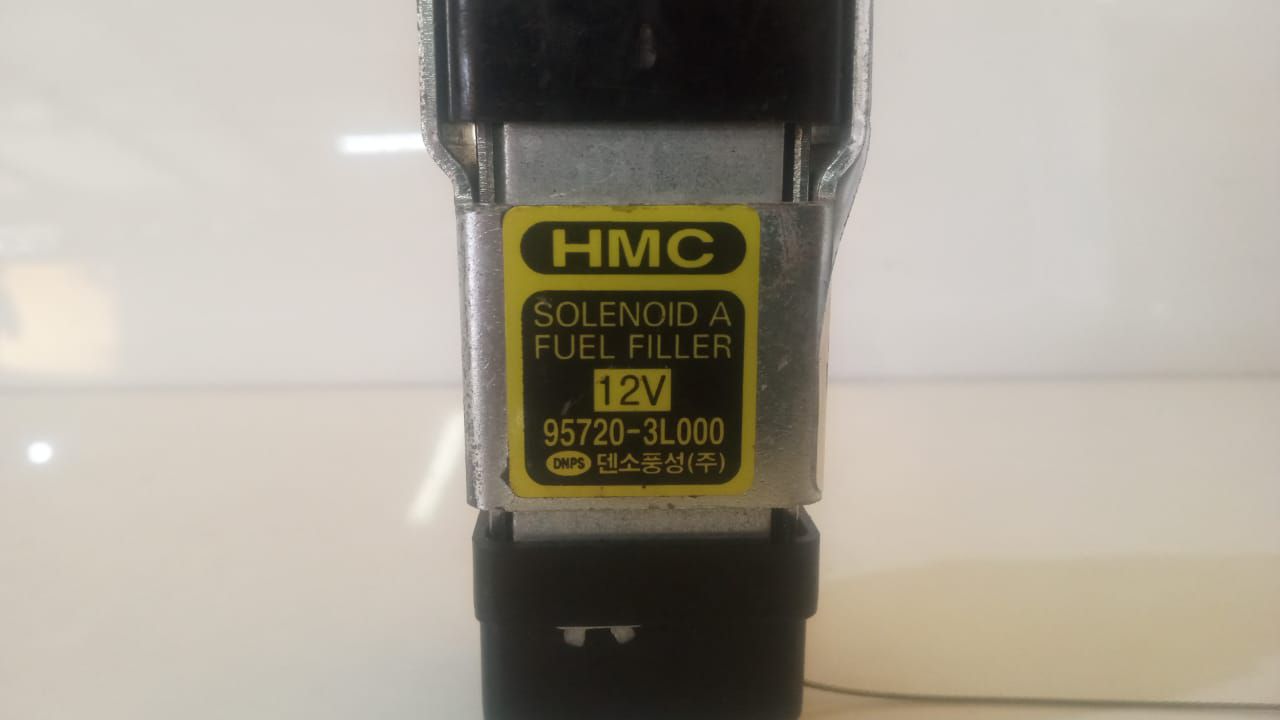 HMC
SOLENOID A
FUEL FILLER
12V
95720-3L000
DNPS 덴소풍성(주)